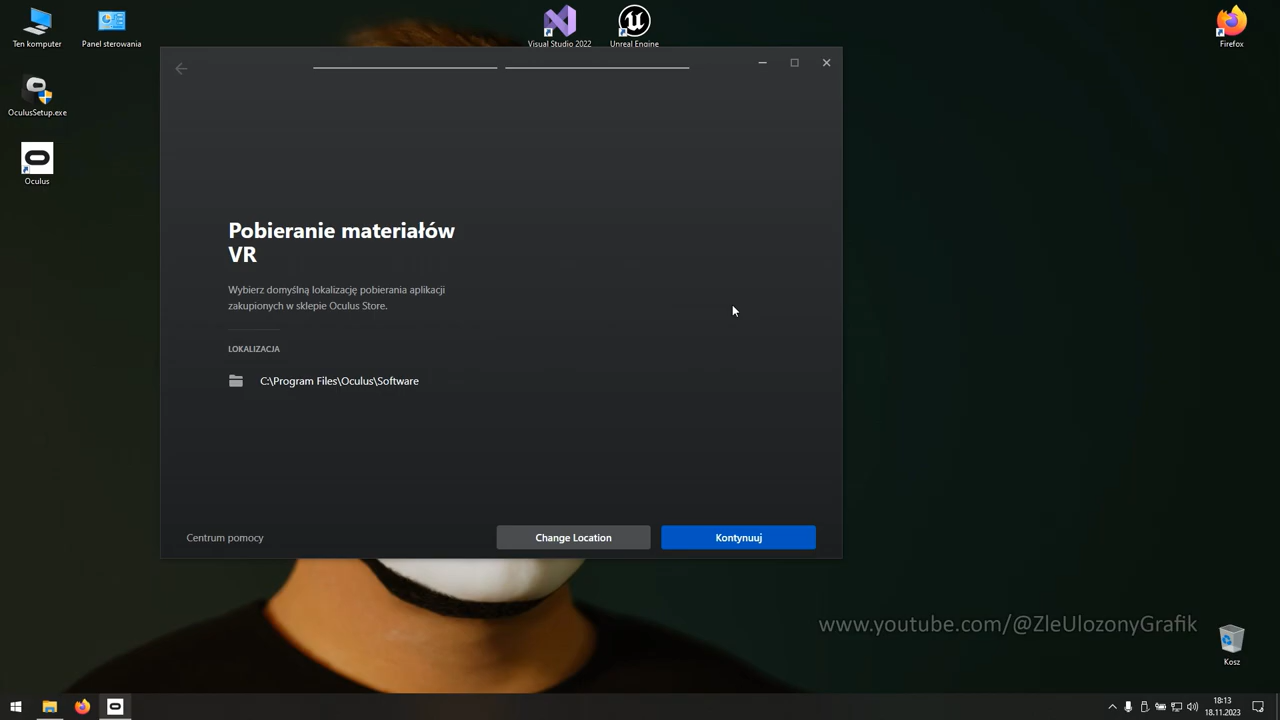 Ten komputer
Panel sterowania
Visual Studio 2022
Unreal Engine
Firefox
OculusSetup.exe
Oculus
Pobieranie materiałów
VR
Wybierz domyślną lokalizację pobierania aplikacji
zakupionych w sklepie Oculus Store.
LOKALIZACJA
C:\Program Files\Oculus\Software
Centrum pomocy
Change Location
Kontynuuj
www.youtube.com/@ZleUlozonyGrafik
Kosz
18:13
18.11.2023